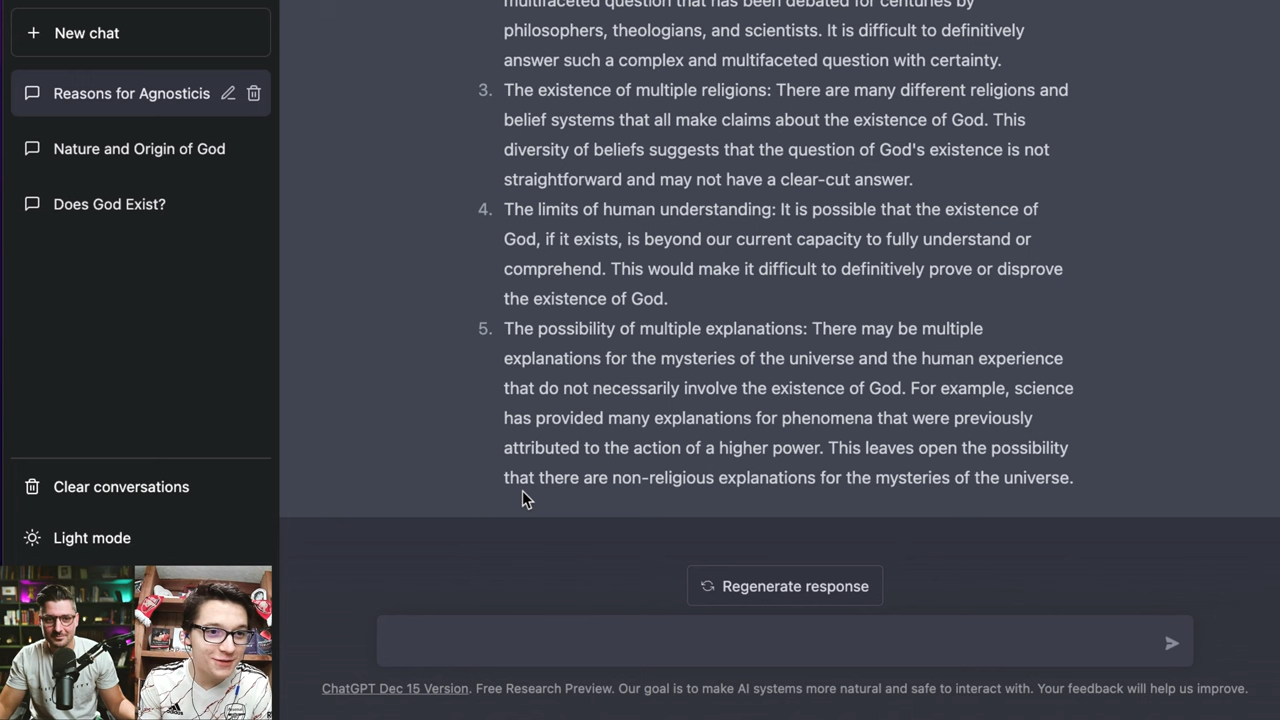 New chat
Reasons for Agnosticis
Nature and Origin of God
Does God Exist?
Clear conversations
Light mode
multifaceted question that has been debated for centuries by
philosophers, theologians, and scientists. It is difficult to definitively
answer such a complex and multifaceted question with certainty.
3. The existence of multiple religions: There are many different religions and
belief systems that all make claims about the existence of God. This
diversity of beliefs suggests that the question of God's existence is not
straightforward and may not have a clear-cut answer.
4. The limits of human understanding: It is possible that the existence of
God, if it exists, is beyond our current capacity to fully understand or
comprehend. This would make it difficult to definitively prove or disprove
the existence of God.
5. The possibility of multiple explanations: There may be multiple
explanations for the mysteries of the universe and the human experience
that do not necessarily involve the existence of God. For example, science
has provided many explanations for phenomena that were previously
attributed to the action of a higher power. This leaves open the possibility
that there are non-religious explanations for the mysteries of the universe.
Regenerate response
ChatGPT Dec 15 Version. Free Research Preview. Our goal is to make AI systems more natural and safe to interact with. Your feedback will help us improve.